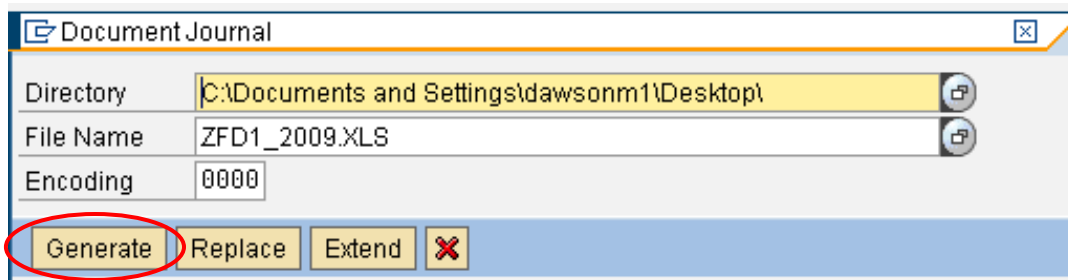 Document Journal
Directory C:\Documents and Settings\dawsonm1\Desktop\
File Name ZFD1_2009.XLS
Encoding 0000
Generate Replace Extend